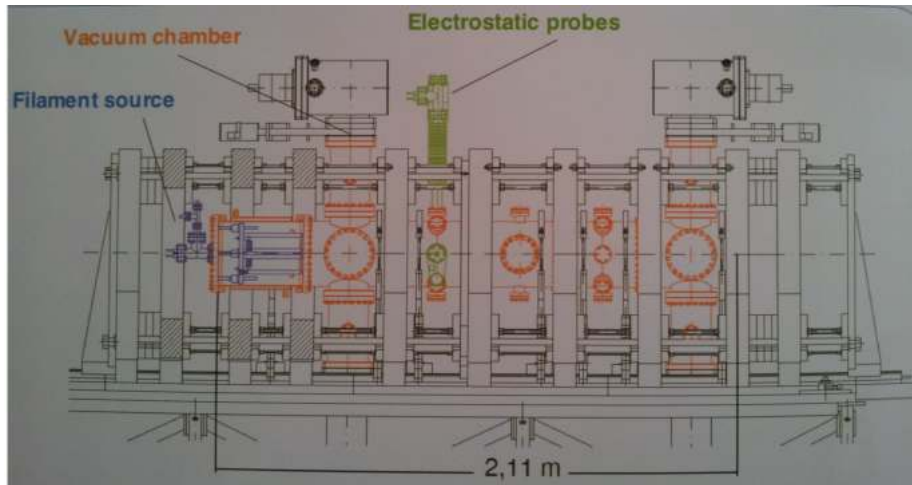 Electrostatic probes
Vacuum chamber
Filament source
2,11 m